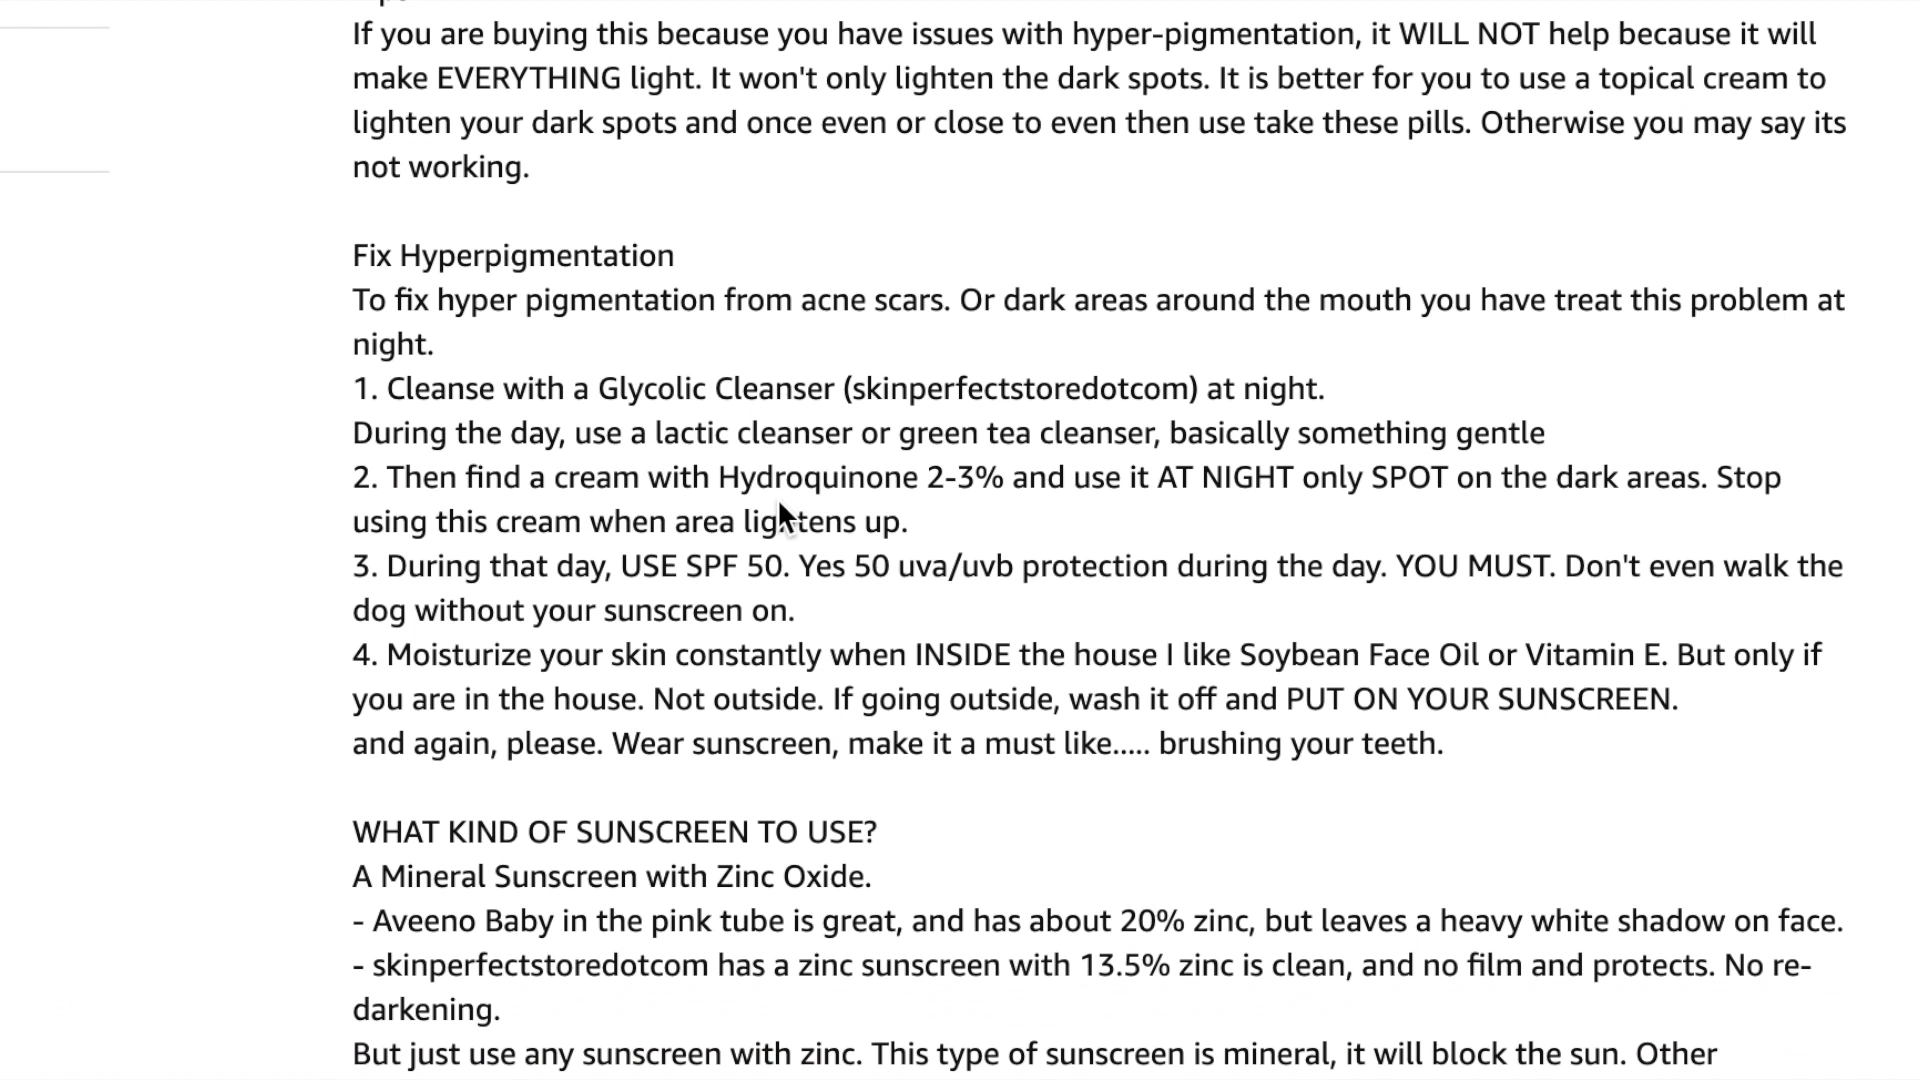 If you are buying this because you have issues with hyper-pigmentation, it WILL NOT help because it will
make EVERYTHING light. It won't only lighten the dark spots. It is better for you to use a topical cream to
lighten your dark spots and once even or close to even then use take these pills. Otherwise you may say its
not working.
Fix Hyperpigmentation
To fix hyper pigmentation from acne scars. Or dark areas around the mouth you have treat this problem at
night.
1. Cleanse with a Glycolic Cleanser (skinperfectstoredotcom) at night.
During the day, use a lactic cleanser or green tea cleanser, basically something gentle
2. Then find a cream with Hydroquinone 2-3% and use it AT NIGHT only SPOT on the dark areas. Stop
using this cream when area lightens up.
3. During that day, USE SPF 50. Yes 50 uva/uvb protection during the day. YOU MUST. Don't even walk the
dog without your sunscreen on.
4. Moisturize your skin constantly when INSIDE the house I like Soybean Face Oil or Vitamin E. But only if
you are in the house. Not outside. If going outside, wash it off and PUT ON YOUR SUNSCREEN.
and again, please. Wear sunscreen, make it a must like..... brushing your teeth.
WHAT KIND OF SUNSCREEN TO USE?
A Mineral Sunscreen with Zinc Oxide.
- Aveeno Baby in the pink tube is great, and has about 20% zinc, but leaves a heavy white shadow on face.
- skinperfectstoredotcom has a zinc sunscreen with 13.5% zinc is clean, and no film and protects. No re-
darkening.
But just use any sunscreen with zinc. This type of sunscreen is mineral, it will block the sun. Other